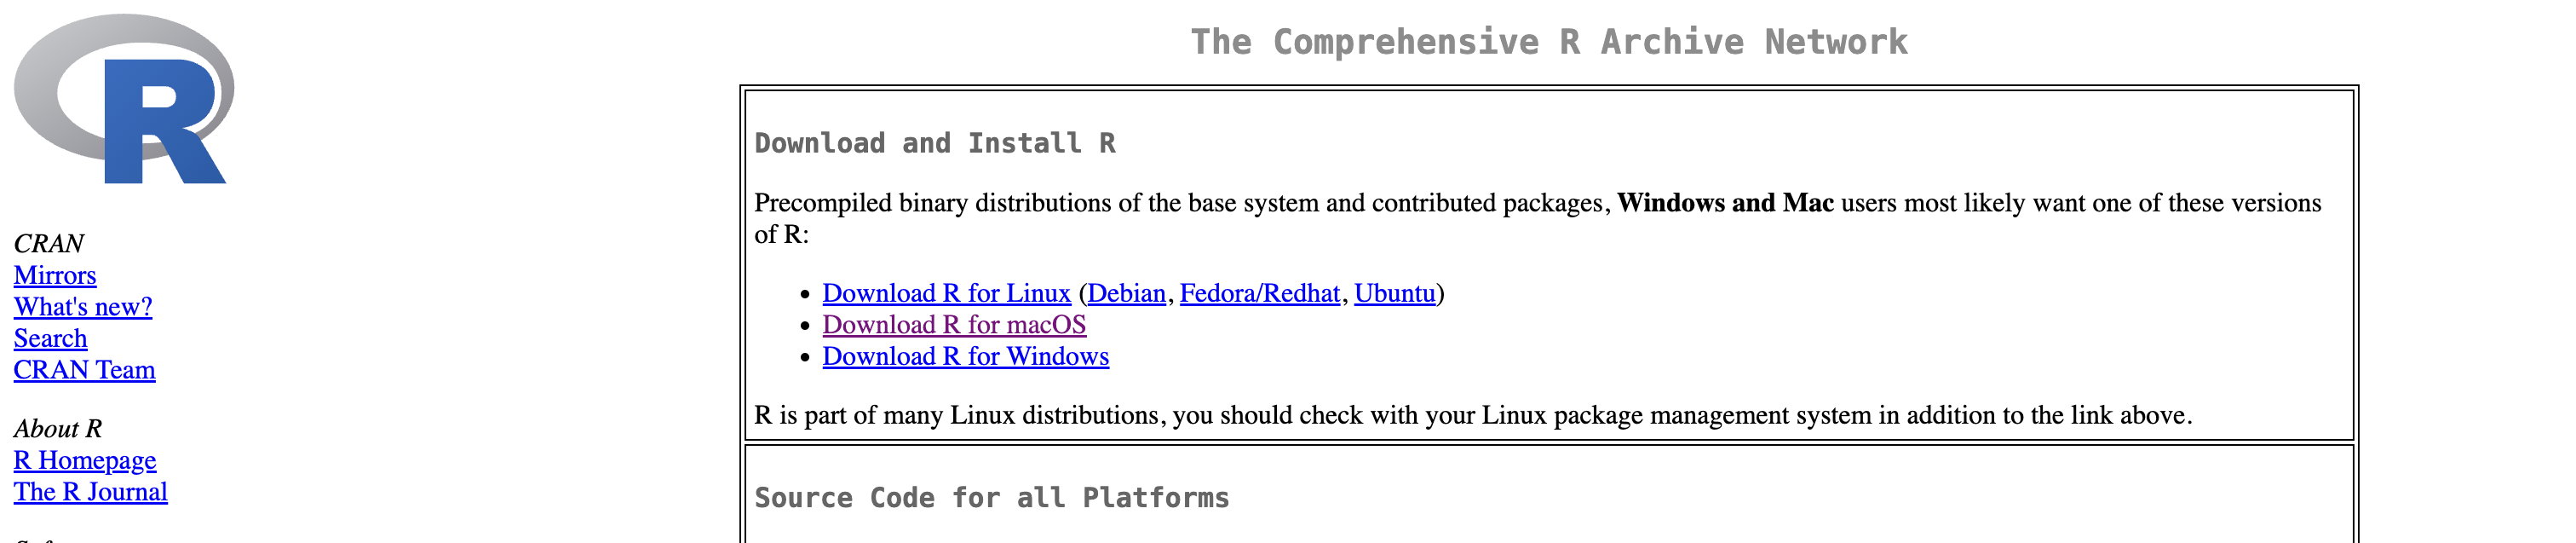 R
CRAN
Mirrors
What's new?
Search
CRAN Team
About R
R Homepage
The R Journal
The Comprehensive R Archive Network
Download and Install R
Precompiled binary distributions of the base system and contributed packages, Windows and Mac users most likely want one of these versions
of R:
• Download R for Linux (Debian, Fedora/Redhat, Ubuntu)
• Download R for macOS
• Download R for Windows
R is part of many Linux distributions, you should check with your Linux package management system in addition to the link above.
Source Code for all Platforms